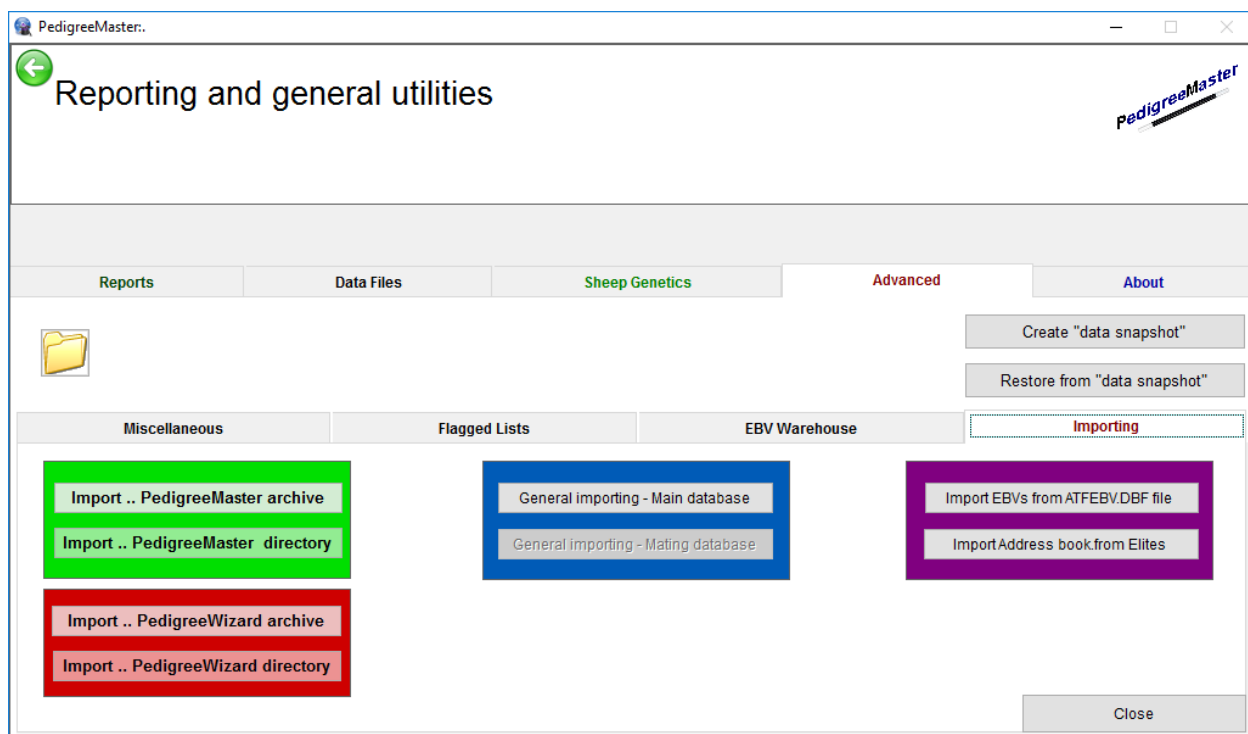 PedigreeMaster:.
Reporting and general utilities
PedigreeMaster
Reports
Data Files
Sheep Genetics
Advanced
About
Create "data snapshot"
Restore from "data snapshot"
Miscellaneous
Flagged Lists
EBV Warehouse
Importing
Import .. PedigreeMaster archive
Import .. PedigreeMaster  directory
General importing - Main database
General importing - Mating database
Import EBVs from ATFEBV.DBF file
Import Address book.from Elites
Import .. PedigreeWizard archive
Import .. PedigreeWizard directory
Close